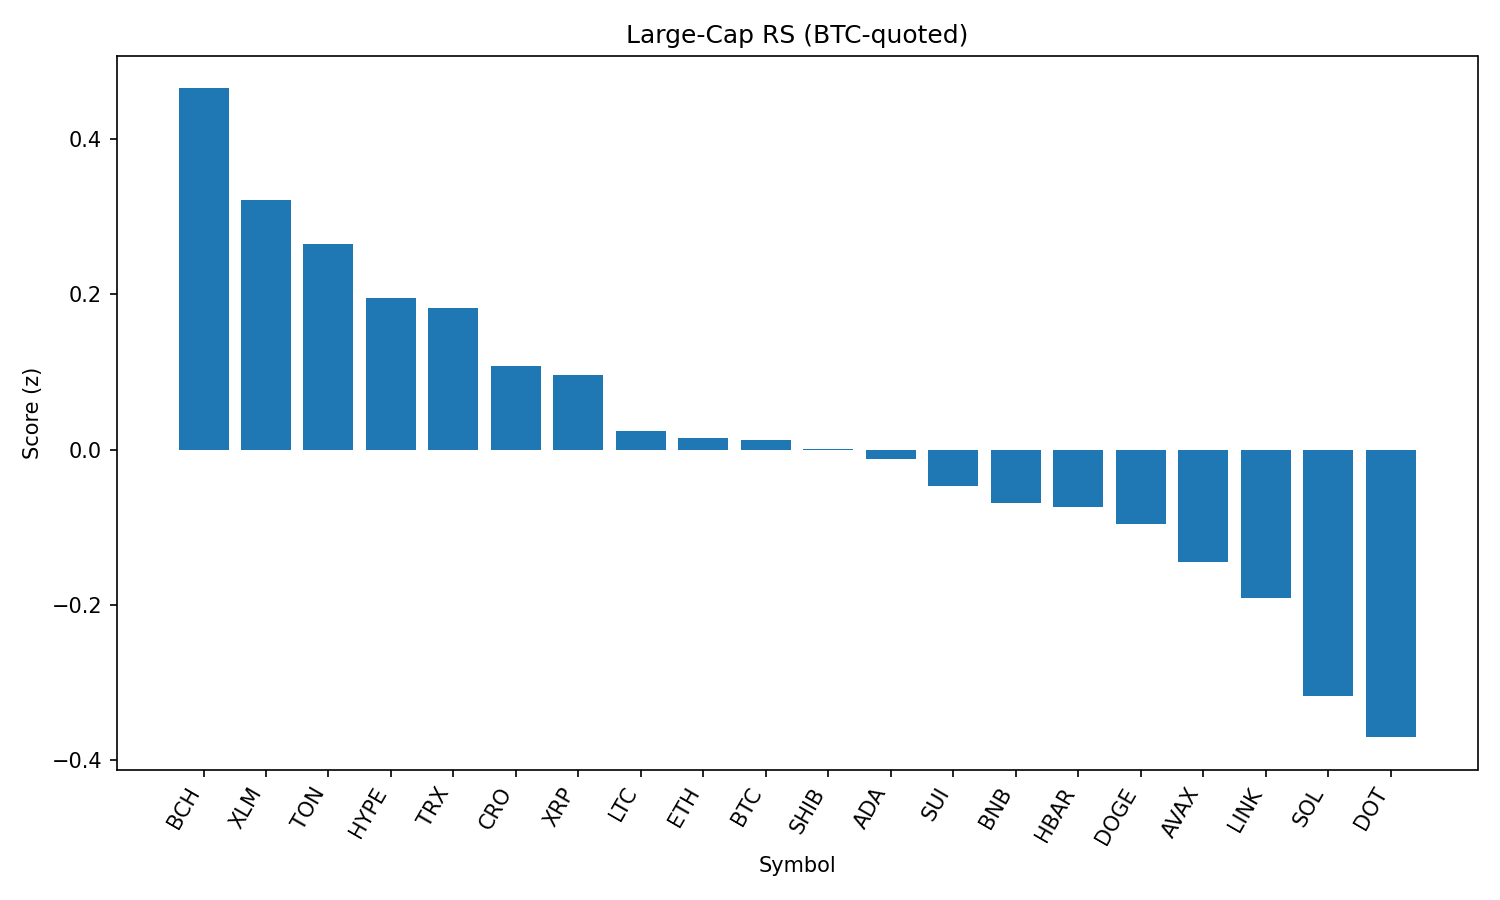 Large-Cap RS (BTC-quoted)
Score (z)
0.4
0.2
0.0
−0.2
−0.4
BCH
XLM
TON
HYPE
TRX
CRO
XRP
LTC
ETH
BTC
SHIB
ADA
SUI
BNB
HBAR
DOGE
AVAX
LINK
SOL
DOT
Symbol